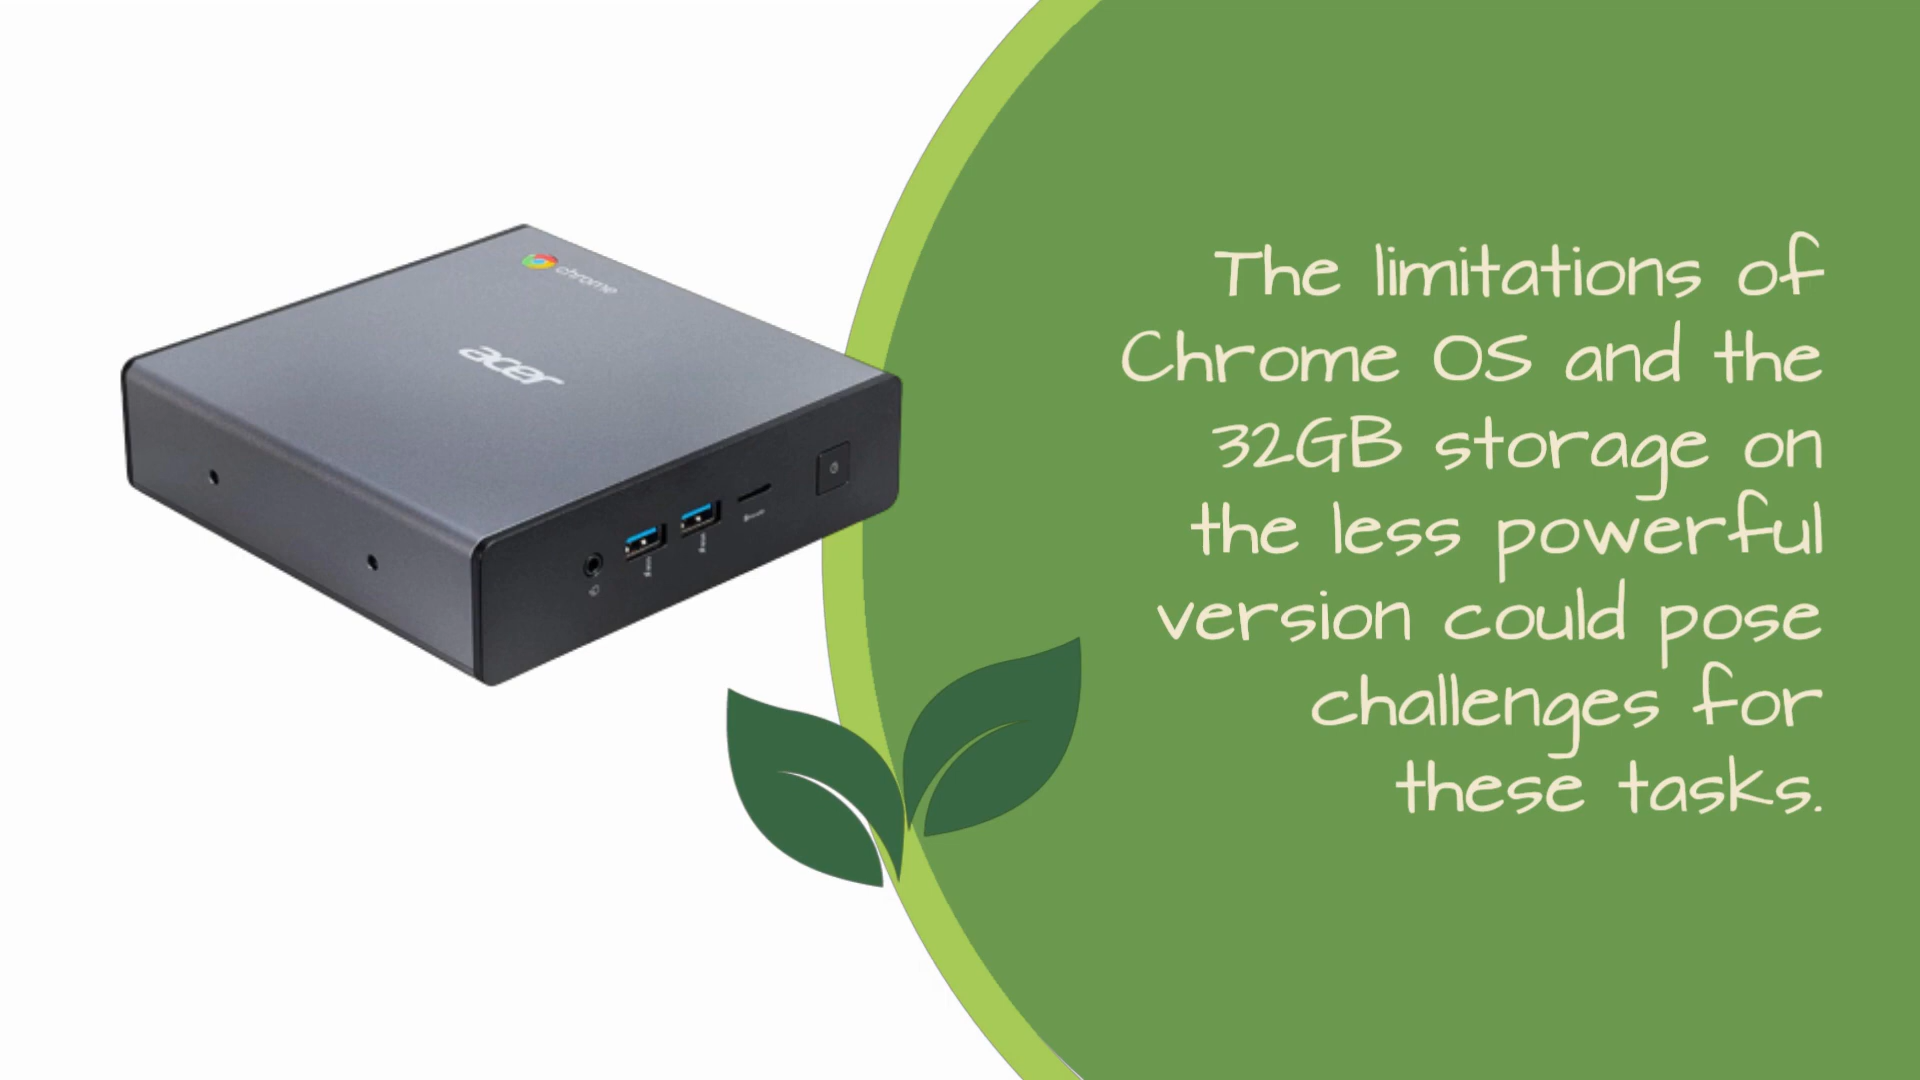 chrome
acer
The limitations of
Chrome OS and the
32GB storage on
the less powerful
version could pose
challenges for
these tasks.